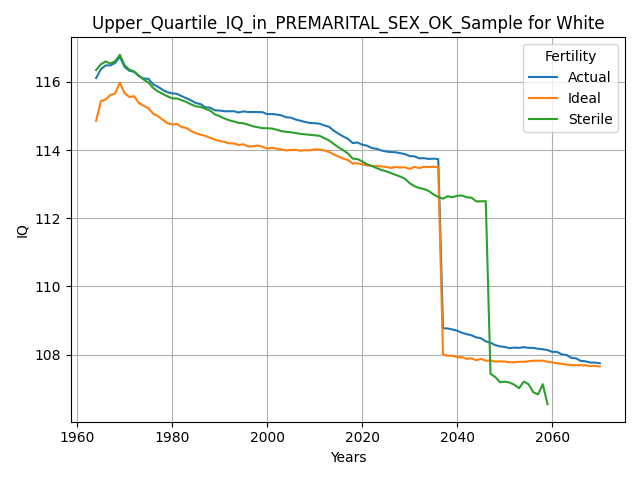 Upper_Quartile_IQ_in_PREMARITAL_SEX_OK_Sample for White
Fertility
Actual
Ideal
Sterile
116
114
112
110
108
IQ
1960
1980
2000
2020
2040
2060
Years